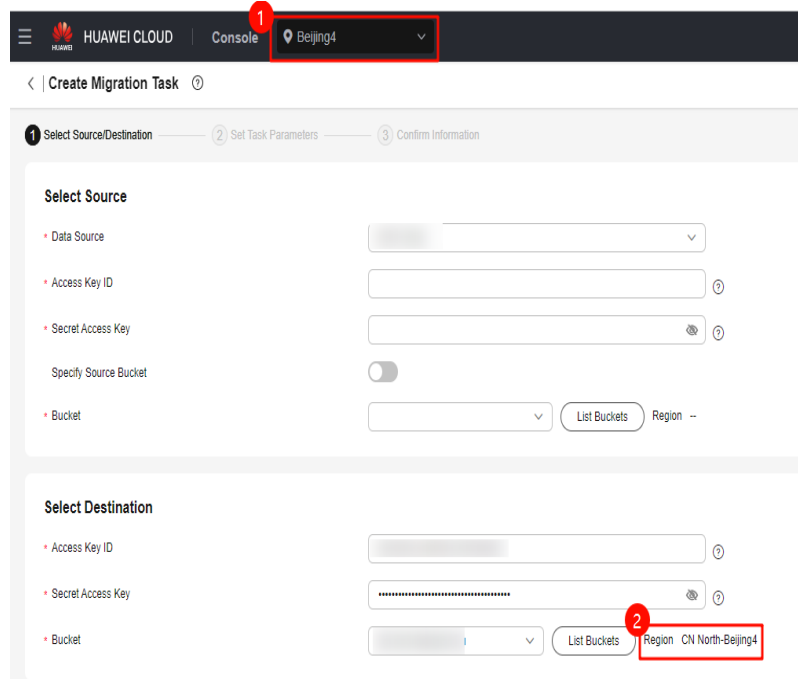 1
HUAWEI HUAWEI CLOUD Console Beijing4
Create Migration Task ?
1 Select Source/Destination 2 Set Task Parameters 3 Confirm Information
Select Source
* Data Source
* Access Key ID ?
* Secret Access Key ?
Specify Source Bucket
* Bucket List Buckets Region --
Select Destination
* Access Key ID ?
* Secret Access Key •••••••••••••••••••••••••••••••••••••••• ?
2
* Bucket List Buckets Region CN North-Beijing4